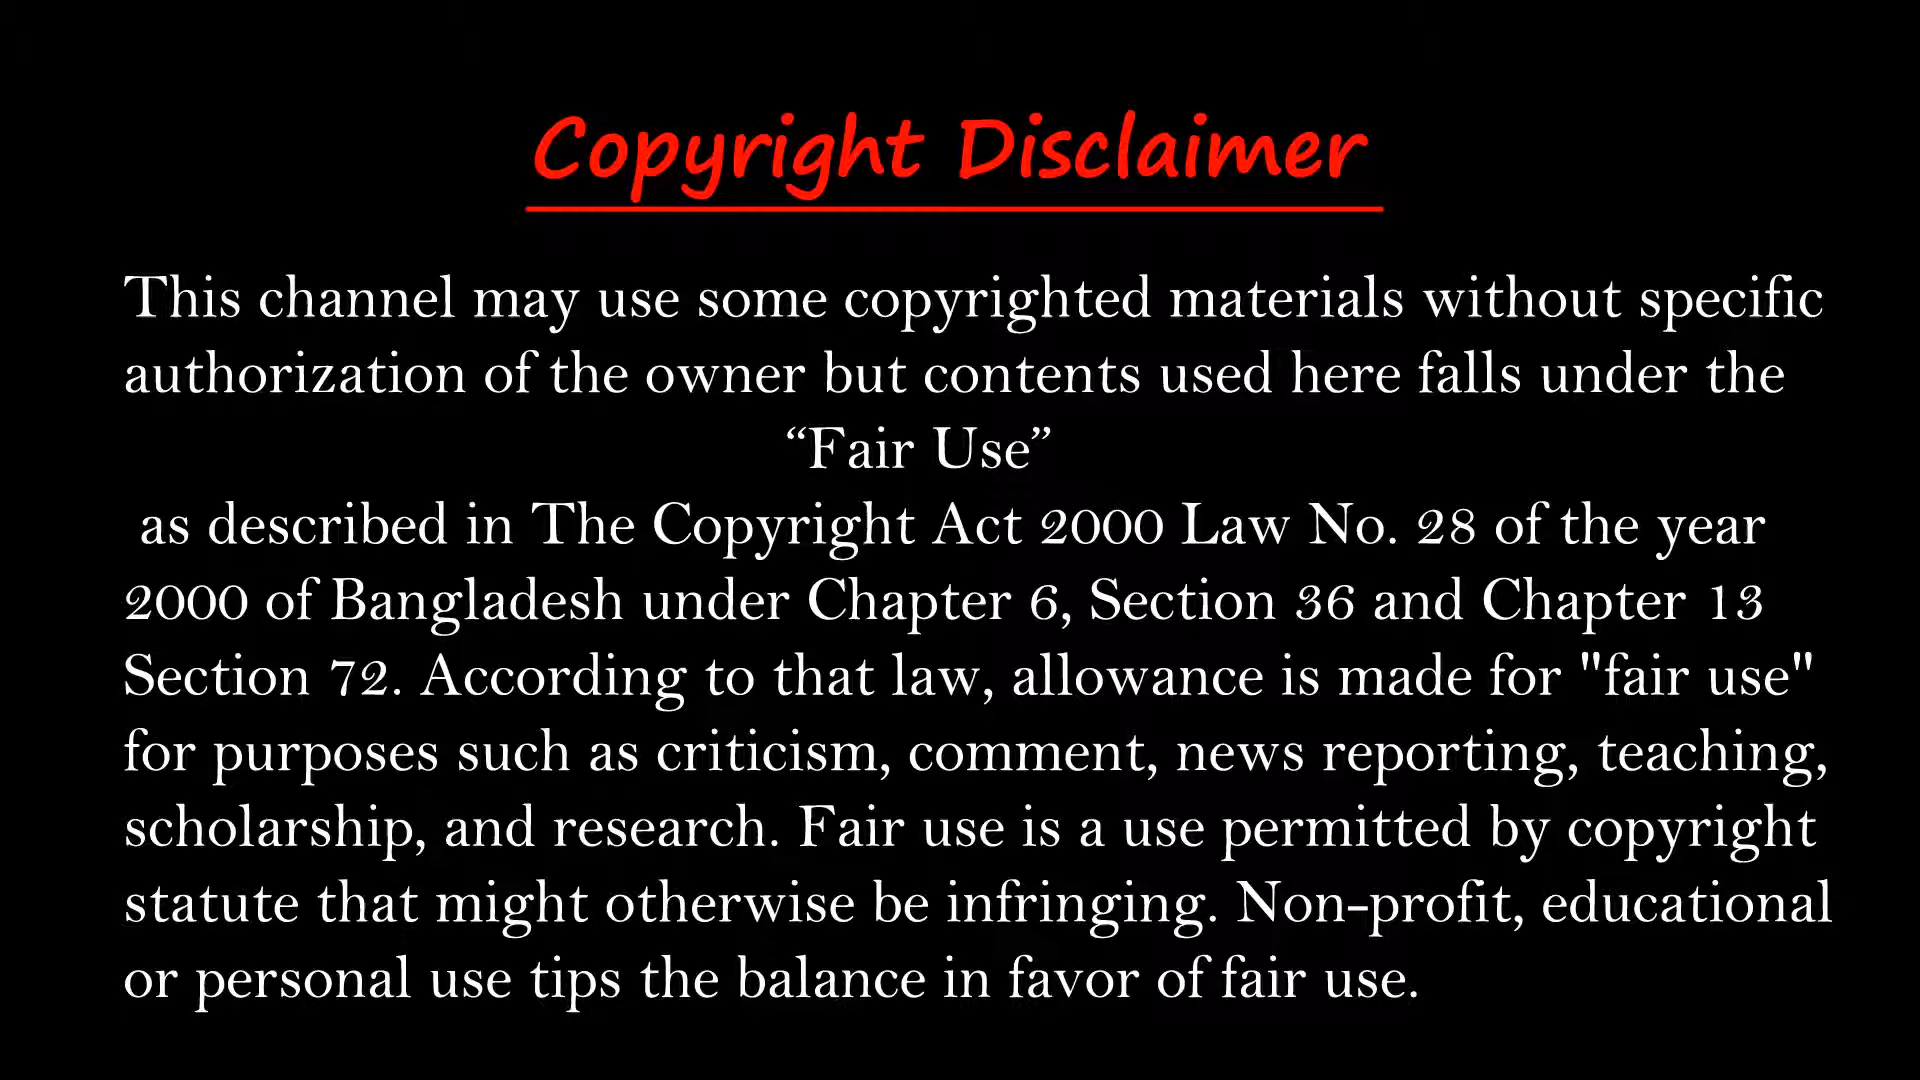 Copyright Disclaimer
This channel may use some copyrighted materials without specific
authorization of the owner but contents used here falls under the
“Fair Use”
as described in The Copyright Act 2000 Law No. 28 of the year
2000 of Bangladesh under Chapter 6, Section 36 and Chapter 13
Section 72. According to that law, allowance is made for "fair use"
for purposes such as criticism, comment, news reporting, teaching,
scholarship, and research. Fair use is a use permitted by copyright
statute that might otherwise be infringing. Non-profit, educational
or personal use tips the balance in favor of fair use.